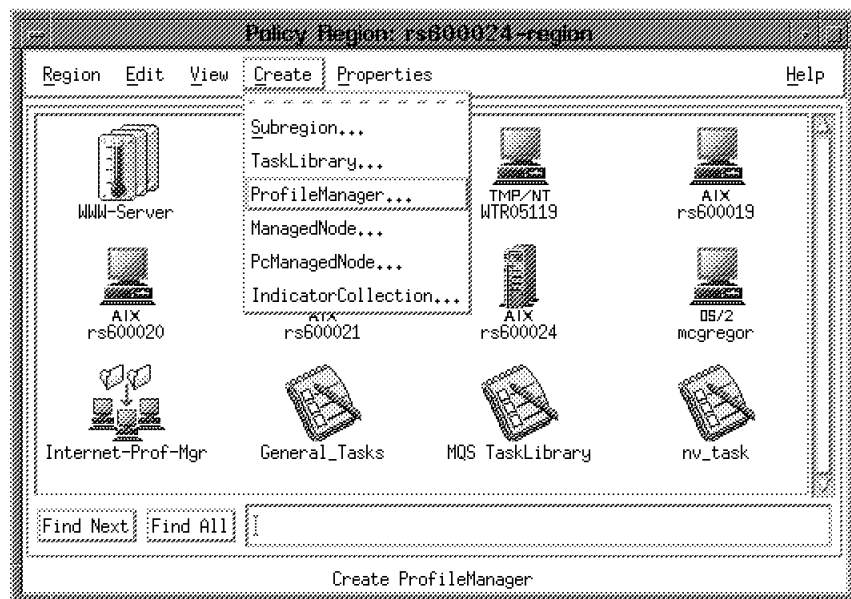 Policy Region: rs600024-region
Region Edit View Create Properties Help
Subregion...
TaskLibrary...
ProfileManager...
ManagedNode...
PcManagedNode...
IndicatorCollection...
WWW-Server
TMP/NT
WTR05119
AIX
rs600019
AIX
rs600020
AIX
rs600021
AIX
rs600024
OS/2
mcgregor
Internet-Prof-Mgr
General_Tasks
MQS TaskLibrary
nv_task
Find Next Find All
Create ProfileManager